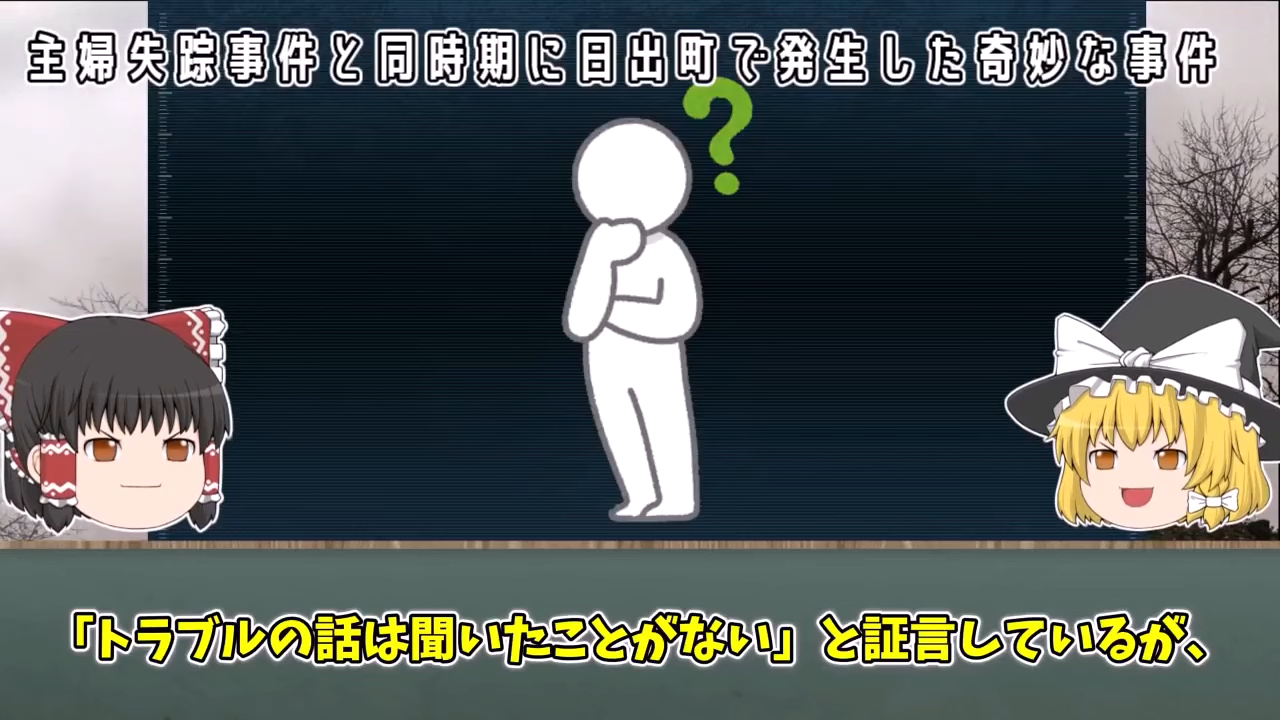 主婦失踪事件と同時期に日出町で発生した奇妙な事件
?
「トラブルの話は聞いたことがない」と証言しているが、